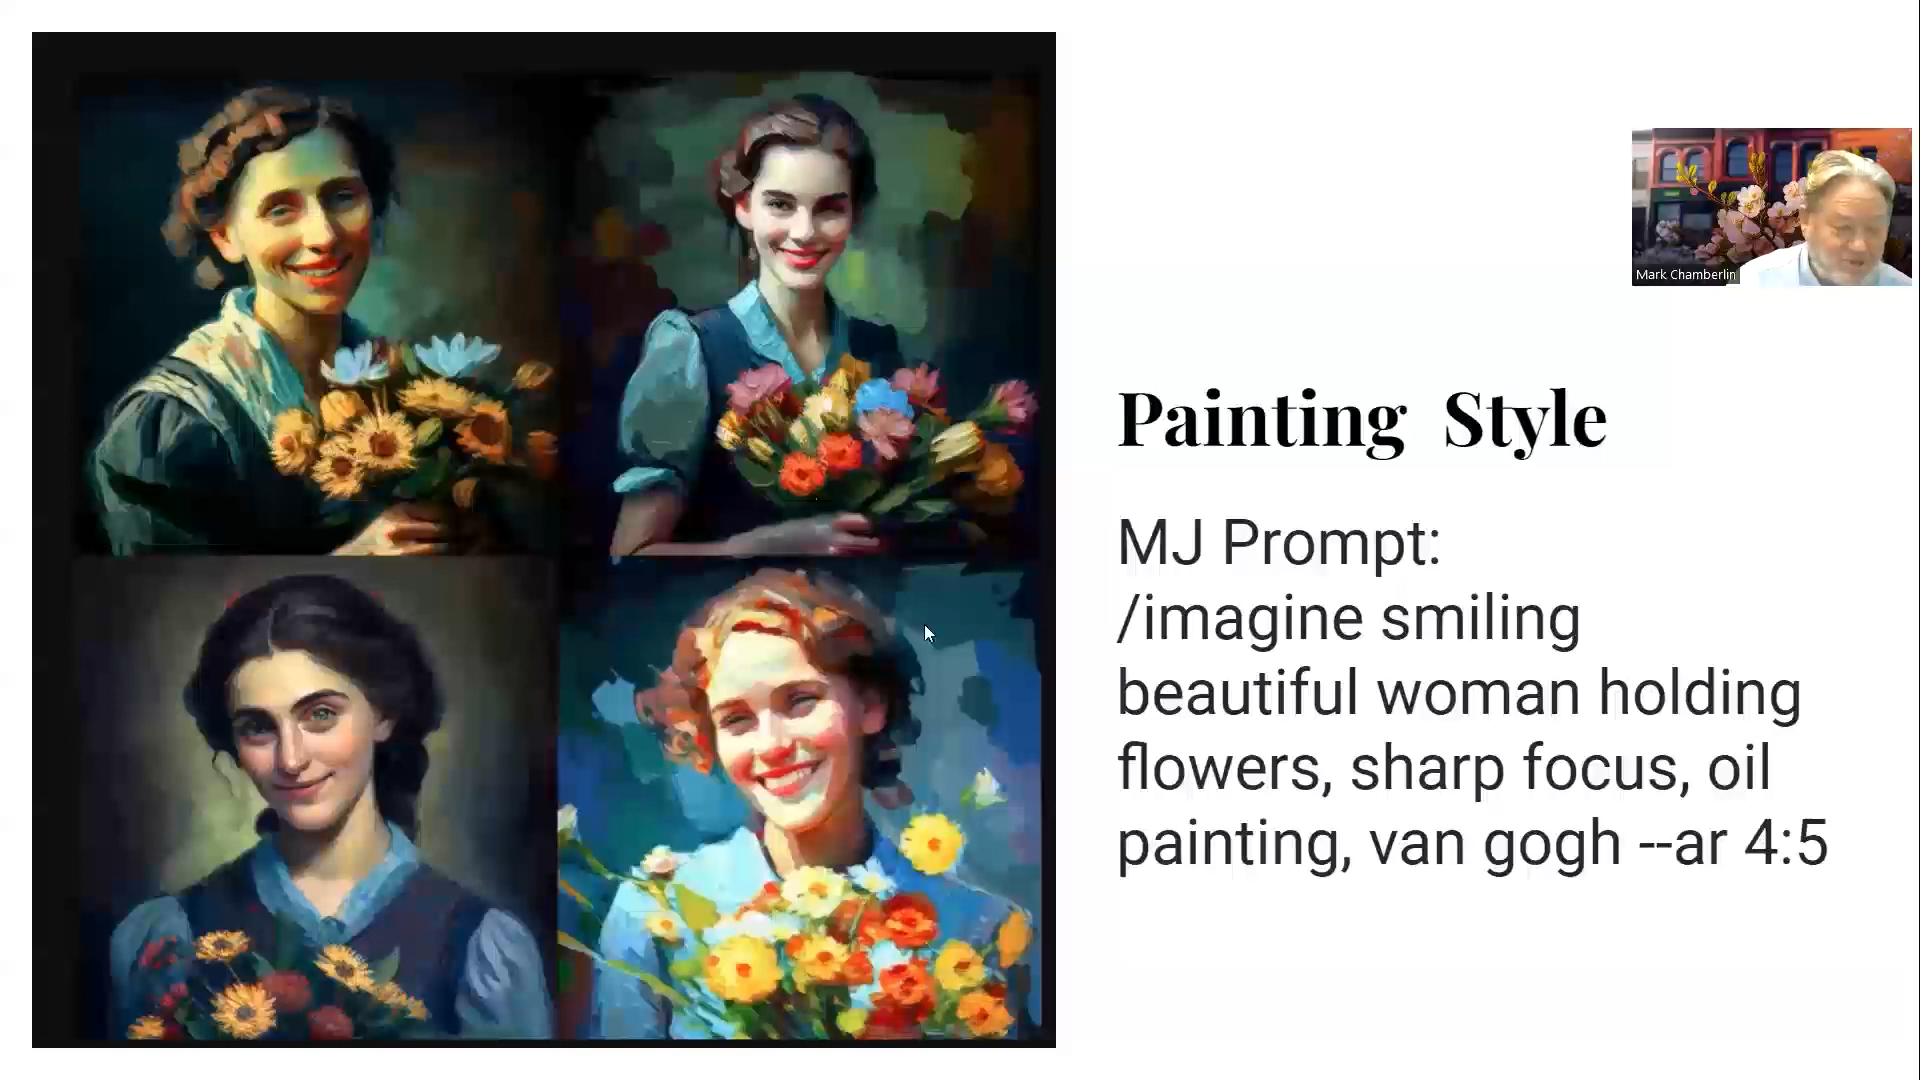 Painting Style
MJ Prompt:
/imagine smiling
beautiful woman holding
flowers, sharp focus, oil
painting, van gogh --ar 4:5
Mark Chamberlin